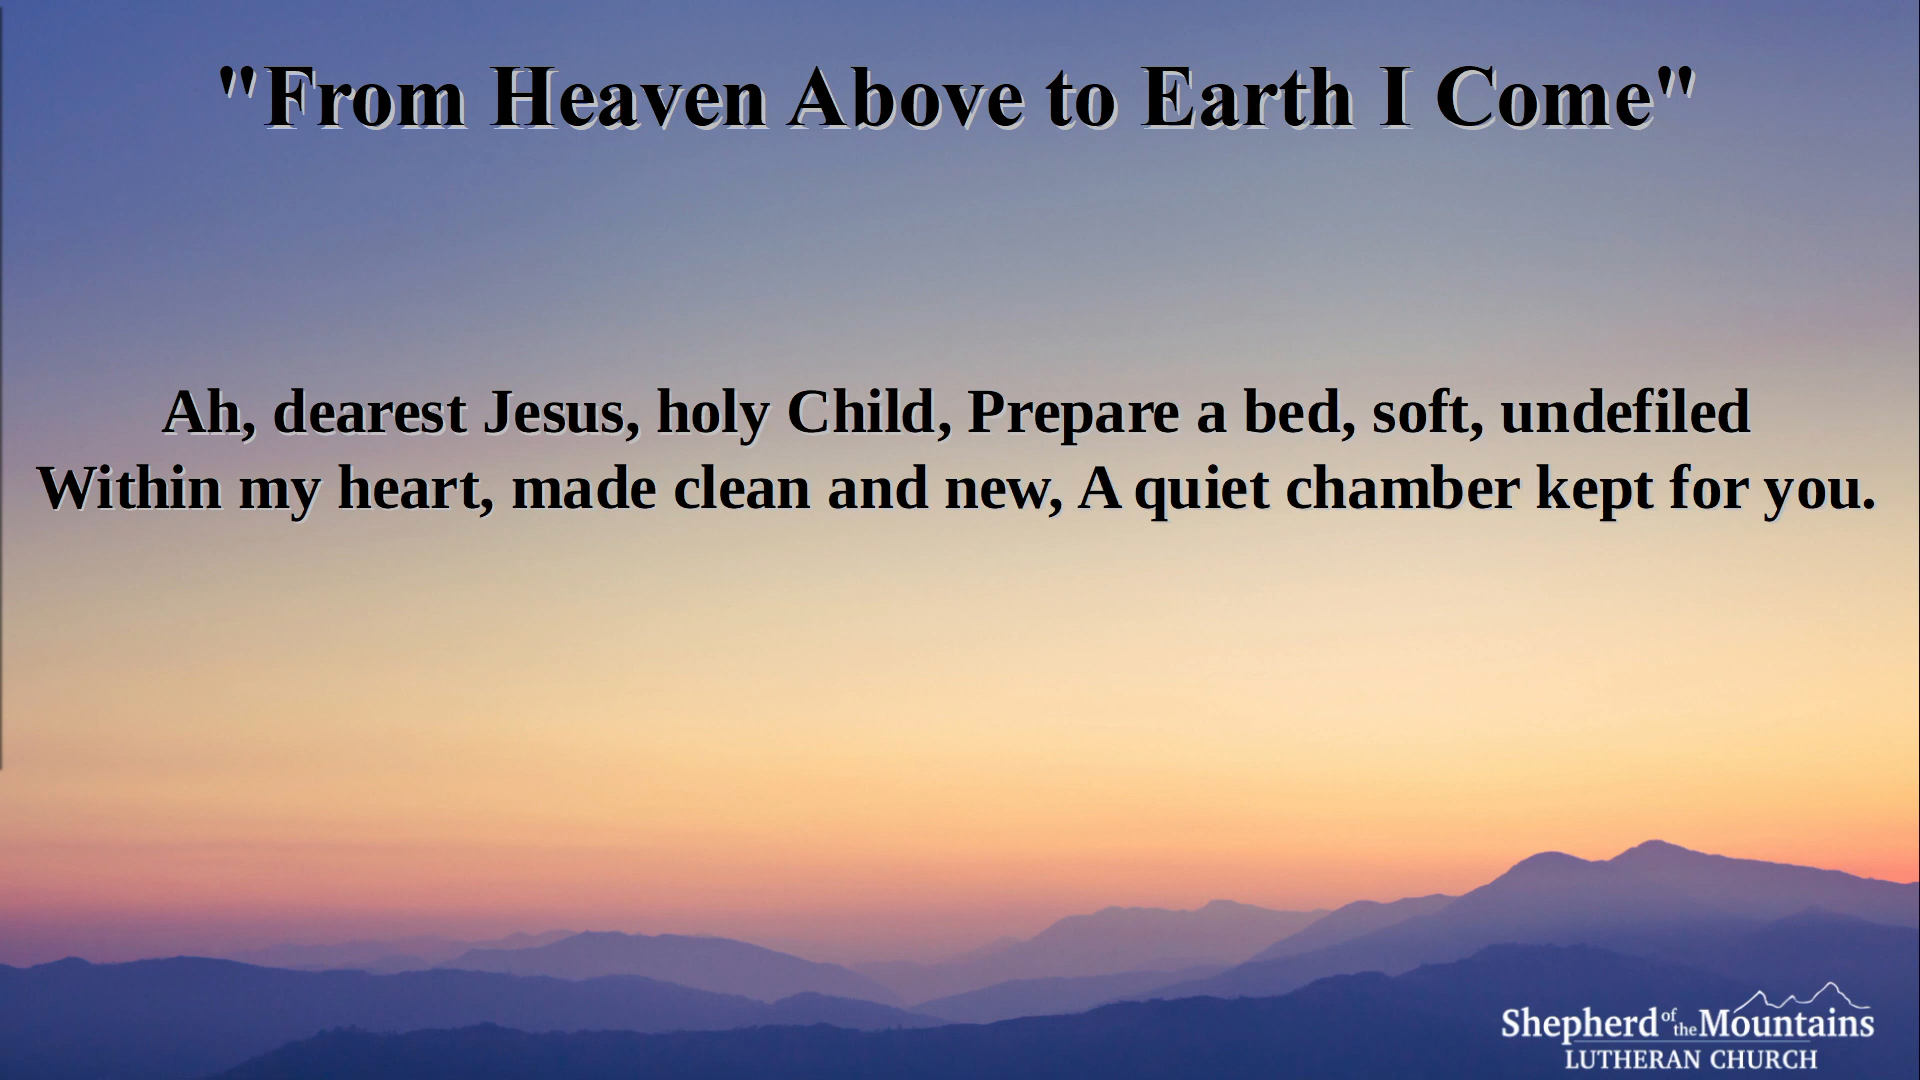 "From Heaven Above to Earth I Come"
Ah, dearest Jesus, holy Child, Prepare a bed, soft, undefiled
Within my heart, made clean and new, A quiet chamber kept for you.
Shepherd of the Mountains
LUTHERAN CHURCH